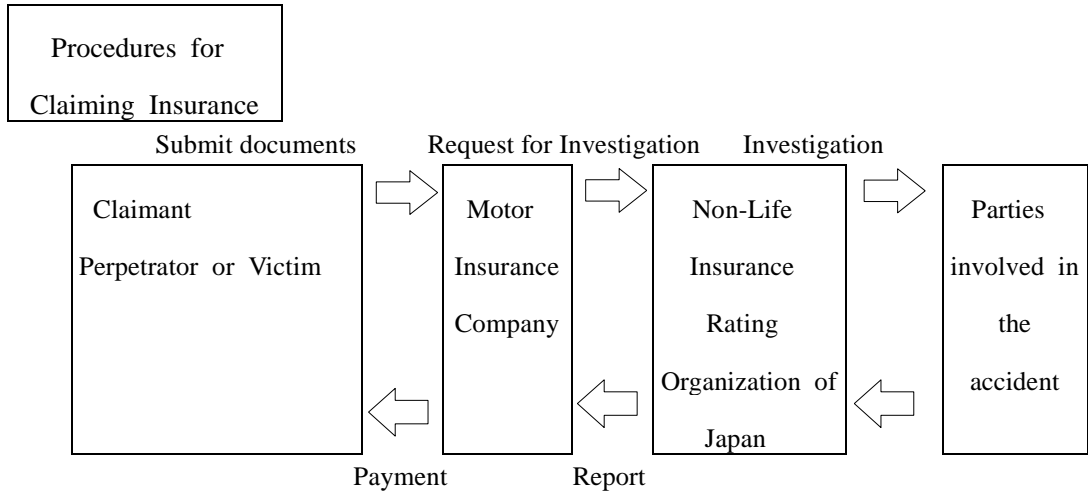 Procedures for
Claiming Insurance
Submit documents
Request for Investigation
Investigation
Claimant
Perpetrator or Victim
Motor
Insurance
Company
Non-Life
Insurance
Rating
Organization of
Japan
Parties
involved in
the
accident
Payment
Report